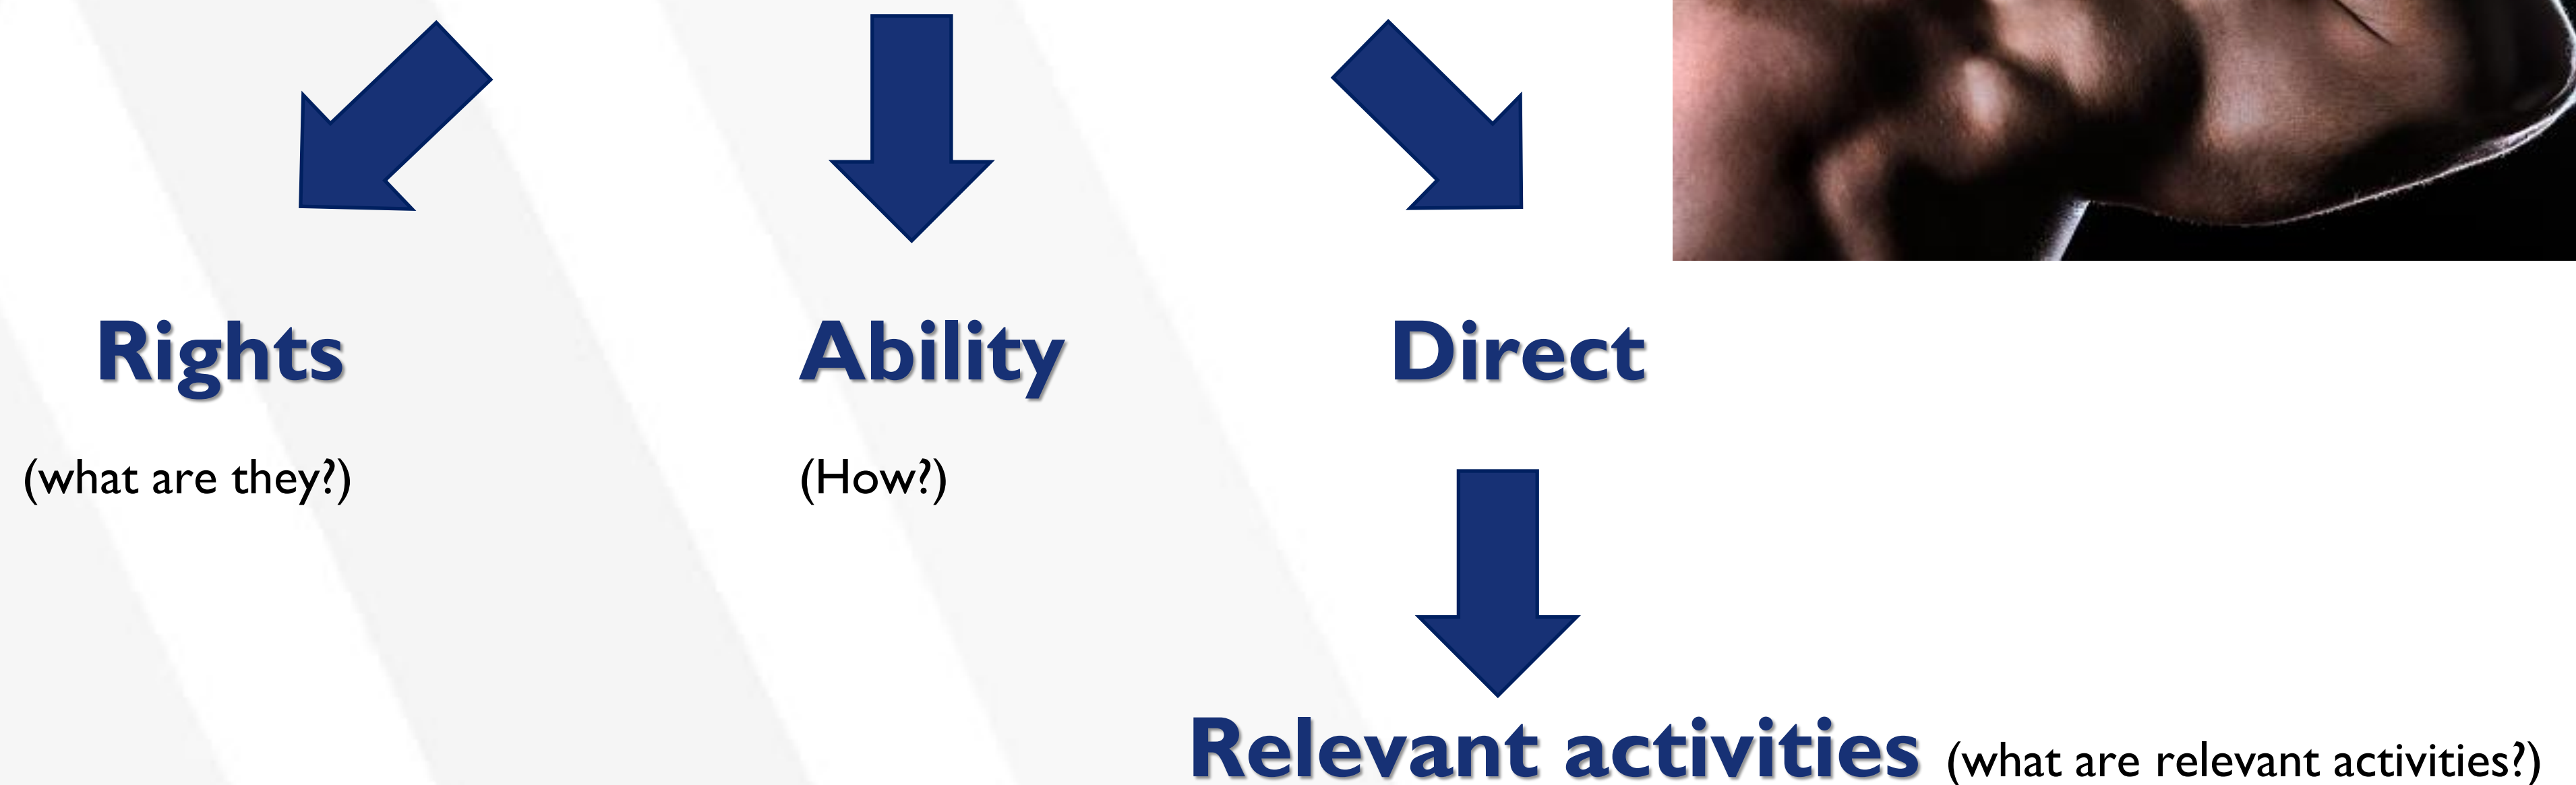 Rights
Ability
Direct
(what are they?)
(How?)
Relevant activities (what are relevant activities?)